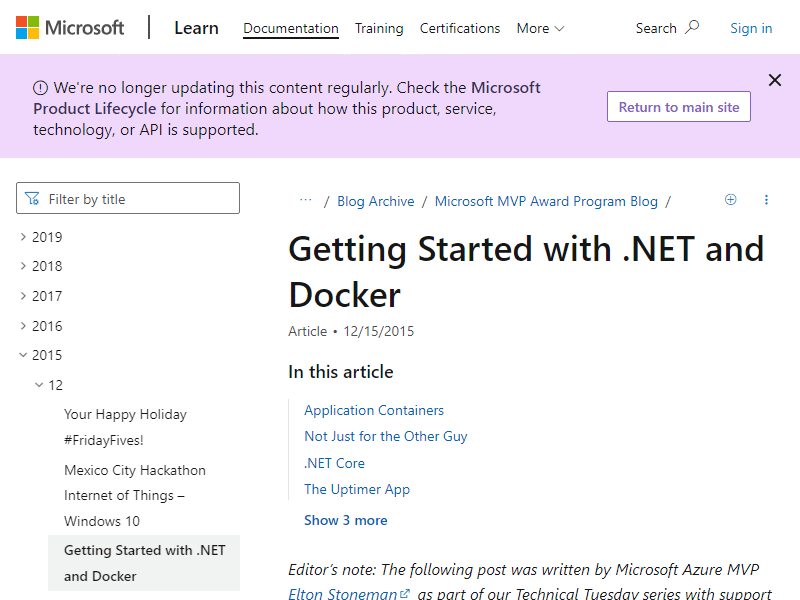 Microsoft
Learn
Documentation
Training
Certifications
More
Search
Sign in
We're no longer updating this content regularly. Check the Microsoft
Product Lifecycle for information about how this product, service,
technology, or API is supported.
Return to main site
Filter by title
2019
2018
2017
2016
2015
12
Your Happy Holiday
#FridayFives!
Mexico City Hackathon
Internet of Things –
Windows 10
Getting Started with .NET
and Docker
··· / Blog Archive / Microsoft MVP Award Program Blog /
Getting Started with .NET and
Docker
Article • 12/15/2015
In this article
Application Containers
Not Just for the Other Guy
.NET Core
The Uptimer App
Show 3 more
Editor's note: The following post was written by Microsoft Azure MVP
Elton Stoneman as part of our Technical Tuesday series with support